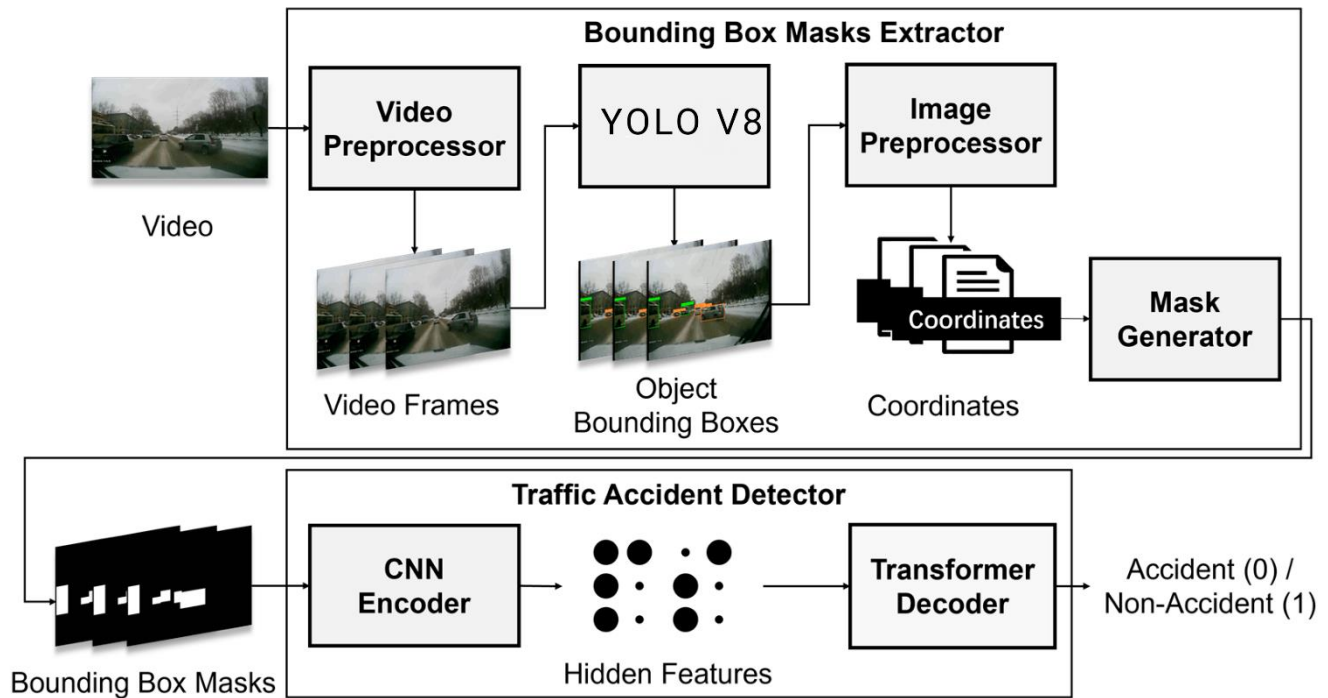 Bounding Box Masks Extractor
Video
Preprocessor
YOLO V8
Image
Preprocessor
Video
Video Frames
Object
Bounding Boxes
Coordinates
Coordinates
Mask
Generator
Traffic Accident Detector
CNN
Encoder
Hidden Features
Transformer
Decoder
Accident (0) /
Non-Accident (1)
Bounding Box Masks